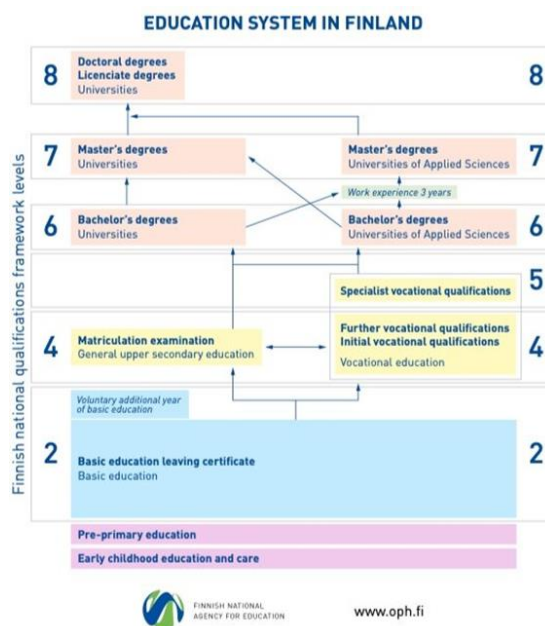 EDUCATION SYSTEM IN FINLAND
Finnish national qualifications framework levels
8
Doctoral degrees
Licenciate degrees
Universities
8
7
Master's degrees
Universities
Master's degrees
Universities of Applied Sciences
7
Work experience 3 years
6
Bachelor's degrees
Universities
Bachelor's degrees
Universities of Applied Sciences
6
5
Specialist vocational qualifications
4
Matriculation examination
General upper secondary education
Further vocational qualifications
Initial vocational qualifications
Vocational education
4
Voluntary additional year
of basic education
2
Basic education leaving certificate
Basic education
2
Pre-primary education
Early childhood education and care
FINNISH NATIONAL
AGENCY FOR EDUCATION
www.oph.fi